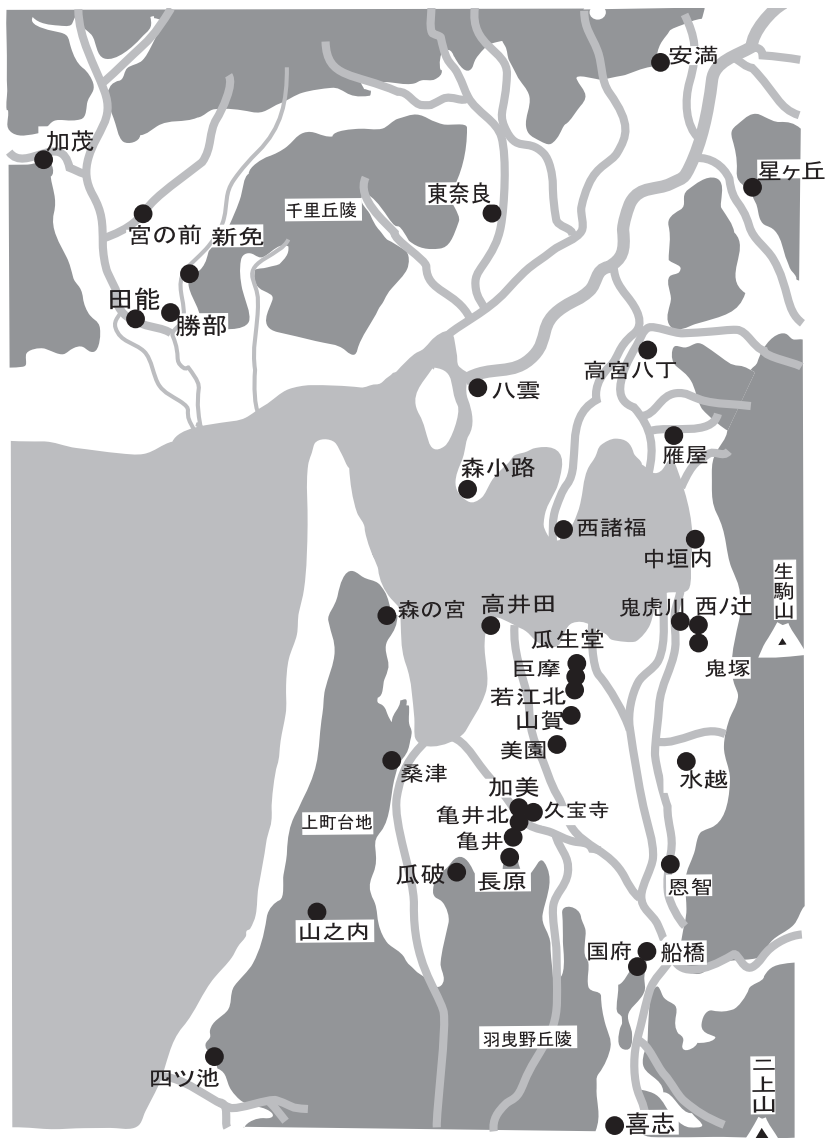 安満
加茂
星ヶ丘
千里丘陵
東奈良
宮の前
新免
田能
勝部
高宮八丁
八雲
雁屋
森小路
西諸福
中垣内
生駒山
森の宮
高井田
鬼虎川
西ノ辻
瓜生堂
巨摩
鬼塚
若江北
山賀
美園
桑津
水越
加美
久宝寺
亀井北
上町台地
亀井
瓜破
長原
恩智
山之内
国府
船橋
羽曳野丘陵
四ツ池
二上山
喜志